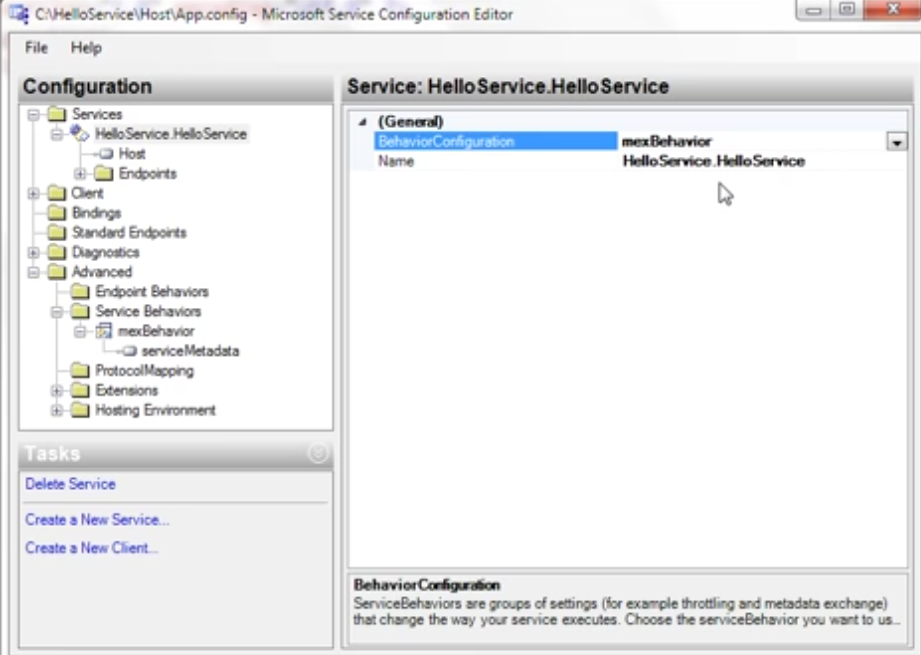 C:\HelloService\Host\App.config - Microsoft Service Configuration Editor
File Help
Configuration
Services
HelloService.HelloService
Host
Endpoints
Client
Bindings
Standard Endpoints
Diagnostics
Advanced
Endpoint Behaviors
Service Behaviors
mexBehavior
serviceMetadata
ProtocolMapping
Extensions
Hosting Environment
Tasks
Delete Service
Create a New Service...
Create a New Client...
Service: HelloService.HelloService
(General)
BehaviorConfiguration mexBehavior
Name HelloService.HelloService
BehaviorConfiguration
ServiceBehaviors are groups of settings (for example throttling and metadata exchange)
that change the way your service executes. Choose the serviceBehavior you want to us...